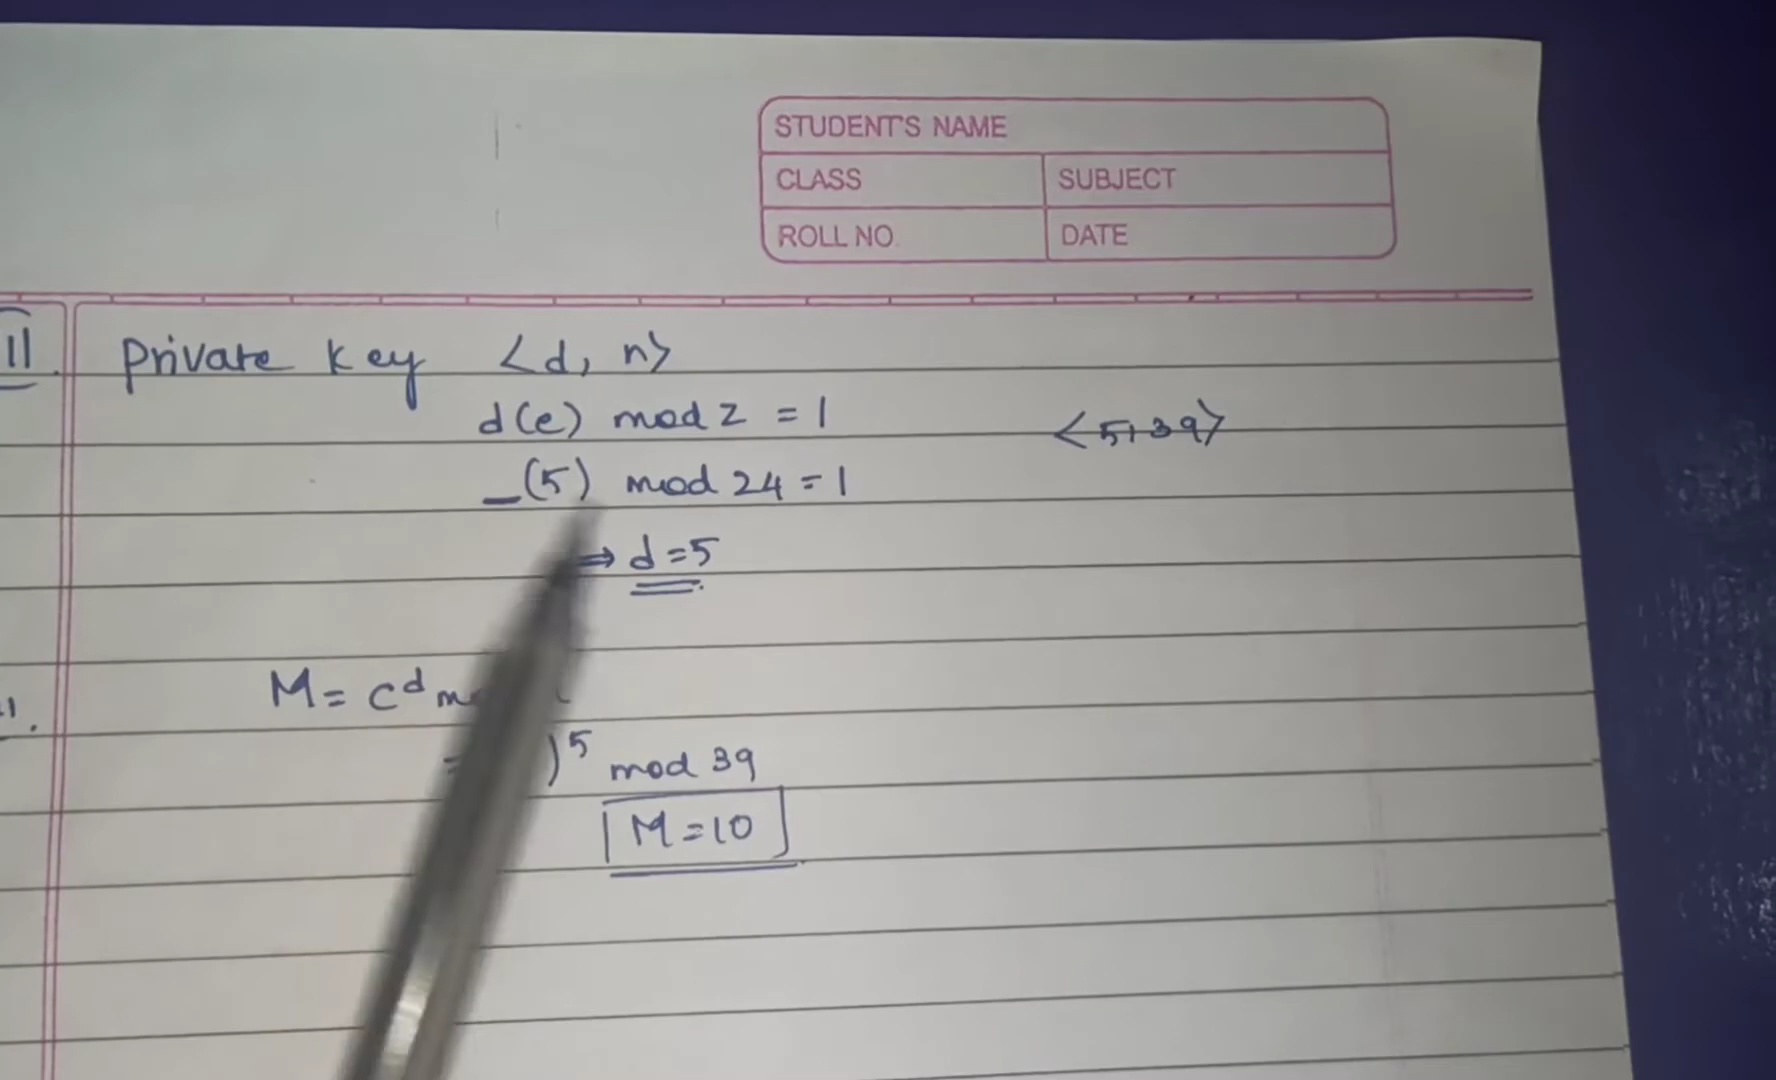 STUDENT'S NAME
CLASS SUBJECT
ROLL NO. DATE
II. Private key <d, n>
d(e) mod z = 1 <5,39>
_(5) mod 24 = 1
⇒ d = 5
M = c^d
)^5 mod 39
M = 10